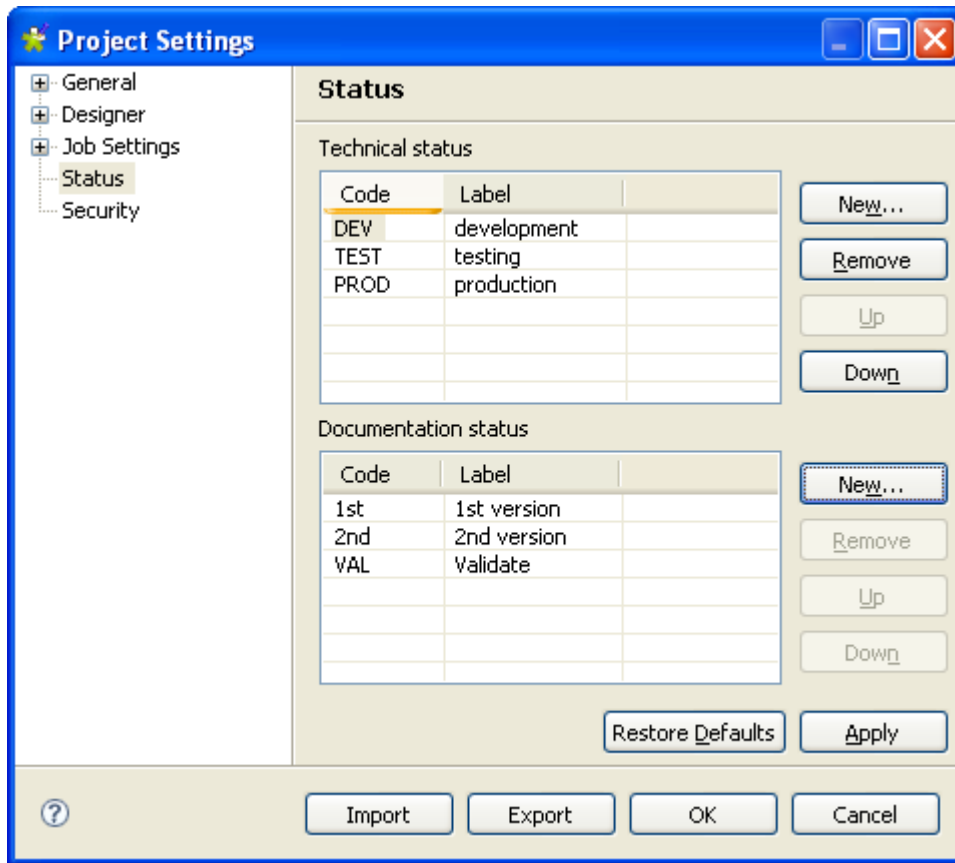 Project Settings
General
Designer
Job Settings
Status
Security
Status
Technical status
Code Label
DEV development
TEST testing
PROD production
New...
Remove
Up
Down
Documentation status
Code Label
1st 1st version
2nd 2nd version
VAL Validate
New...
Remove
Up
Down
Restore Defaults Apply
? Import Export OK Cancel